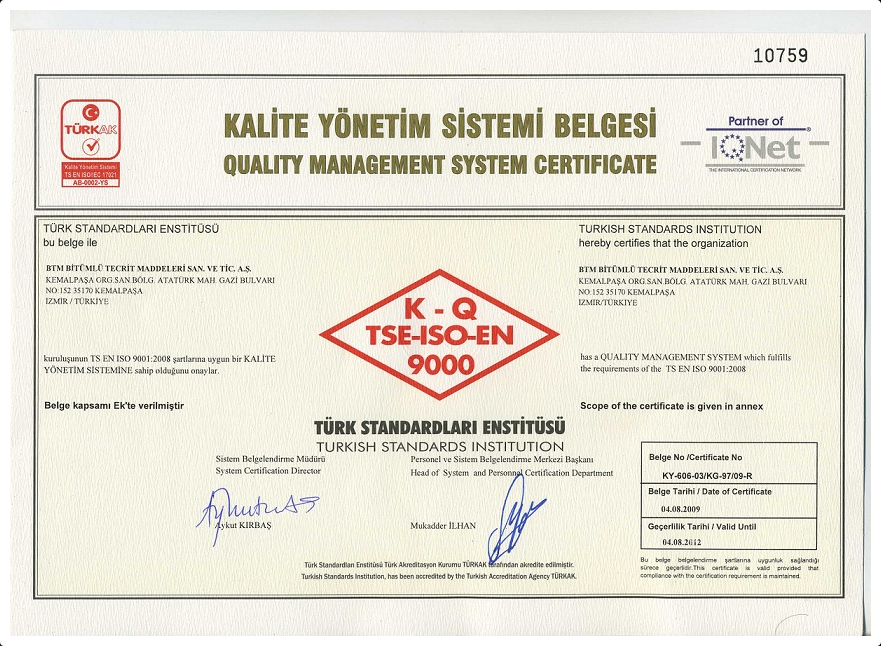 10759
TÜRKAK
Kalite Yönetim Sistemi
TS EN ISO/IEC 17021
AB-0002-YS
KALİTE YÖNETİM SİSTEMİ BELGESİ
QUALITY MANAGEMENT SYSTEM CERTIFICATE
Partner of
IQNet ®
THE INTERNATIONAL CERTIFICATION NETWORK
TÜRK STANDARDLARI ENSTİTÜSÜ
bu belge ile
BTM BİTÜMLÜ TECRİT MADDELERİ SAN. VE TİC. A.Ş.
KEMALPAŞA ORG.SAN.BÖLG. ATATÜRK MAH. GAZİ BULVARI
NO:152 35170 KEMALPAŞA
IZMIR / TÜRKİYE
kuruluşunun TS EN ISO 9001:2008 şartlarına uygun bir KALİTE
YÖNETİM SİSTEMİNE sahip olduğunu onaylar.
Belge kapsamı Ek'te verilmiştir
K - Q
TSE-ISO-EN
9000
TURKISH STANDARDS INSTITUTION
hereby certifies that the organization
BTM BİTÜMLÜ TECRİT MADDELERİ SAN. VE TİC. A.Ş.
KEMALPAŞA ORG.SAN.BÖLG. ATATÜRK MAH. GAZI BULVARI
NO:152 35170 KEMALPAŞA
IZMIR/TÜRKIYE
has a QUALITY MANAGEMENT SYSTEM which fulfills
the requirements of the TS EN ISO 9001:2008
Scope of the certificate is given in annex
TÜRK STANDARDLARI ENSTİTÜSÜ
TURKISH STANDARDS INSTITUTION
Sistem Belgelendirme Müdürü
System Certification Director
Aykut KIRBAŞ
Personel ve Sistem Belgelendirme Merkezi Başkanı
Head of System and Personnel Certification Department
Mukadder İLHAN
Belge No /Certificate No
KY-606-03/KG-97/09-R
Belge Tarihi / Date of Certificate
04.08.2009
Geçerlilik Tarihi / Valid Until
04.08.2012
Bu belge belgelendirme şartlarına uygunluk sağlandığı
sürece geçerlidir.This certificate is valid provided that
compliance with the certification requirement is maintained.
Türk Standardları Enstitüsü Türk Akreditasyon Kurumu TÜRKAK tarafından akredite edilmiştir.
Turkish Standards Institution, has been accredited by the Turkish Accreditation Agency TÜRKAK.